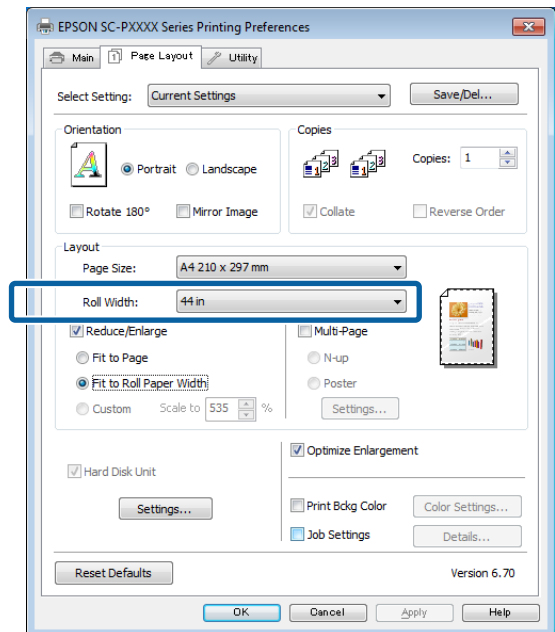 EPSON SC-PXXXX Series Printing Preferences
Main Page Layout Utility
Select Setting: Current Settings Save/Del...
Orientation Copies
Portrait Landscape Copies: 1
Rotate 180° Mirror Image Collate Reverse Order
Layout
Page Size: A4 210 x 297 mm
Roll Width: 44 in
Reduce/Enlarge Multi-Page
Fit to Page N-up
Fit to Roll Paper Width Poster
Custom Scale to 535 % Settings...
Optimize Enlargement
Hard Disk Unit
Settings... Print Bckg Color Color Settings...
Job Settings Details...
Reset Defaults Version 6.70
OK Cancel Apply Help